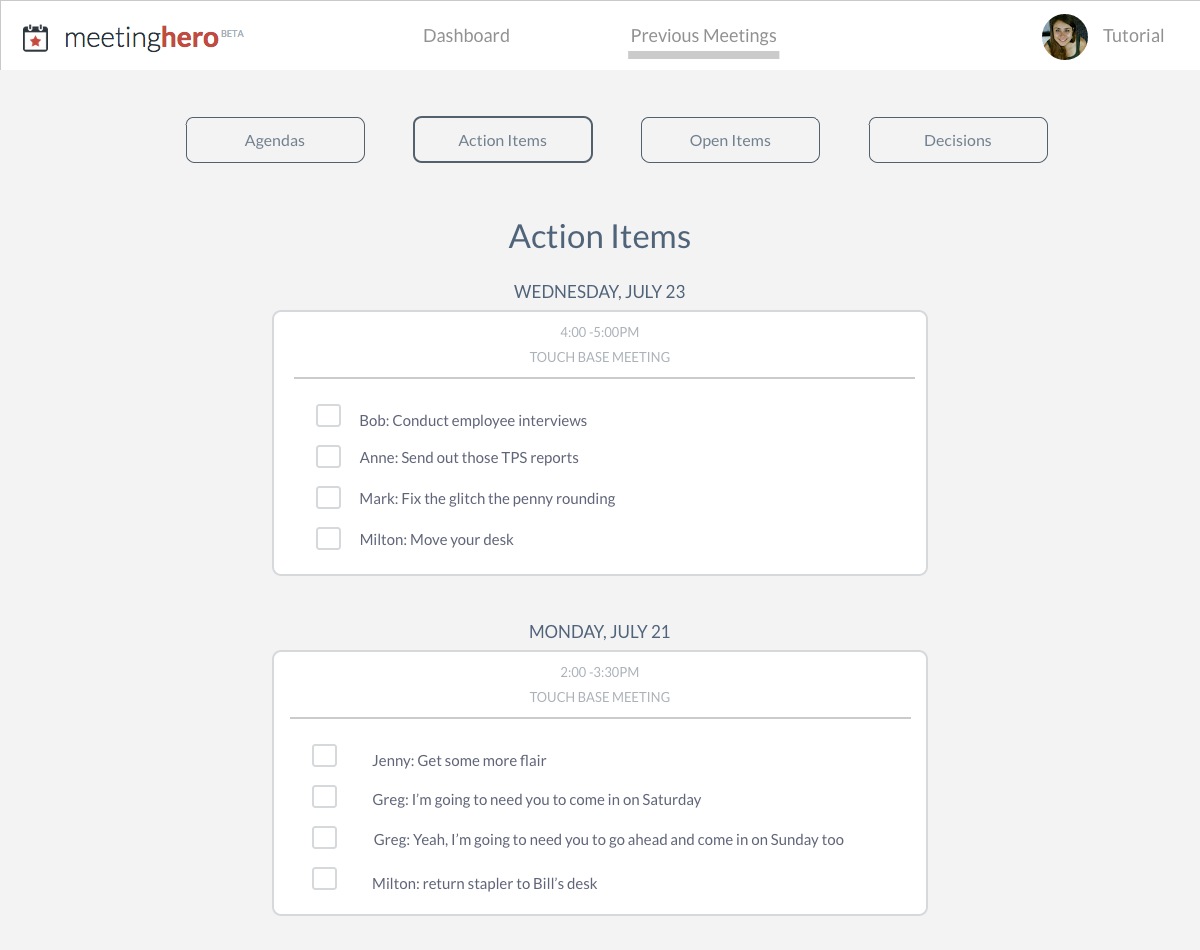 meetinghero BETA
Dashboard
Previous Meetings
Tutorial
Agendas
Action Items
Open Items
Decisions
Action Items
WEDNESDAY, JULY 23
4:00 -5:00PM
TOUCH BASE MEETING
Bob: Conduct employee interviews
Anne: Send out those TPS reports
Mark: Fix the glitch the penny rounding
Milton: Move your desk
MONDAY, JULY 21
2:00 -3:30PM
TOUCH BASE MEETING
Jenny: Get some more flair
Greg: I’m going to need you to come in on Saturday
Greg: Yeah, I’m going to need you to go ahead and come in on Sunday too
Milton: return stapler to Bill’s desk